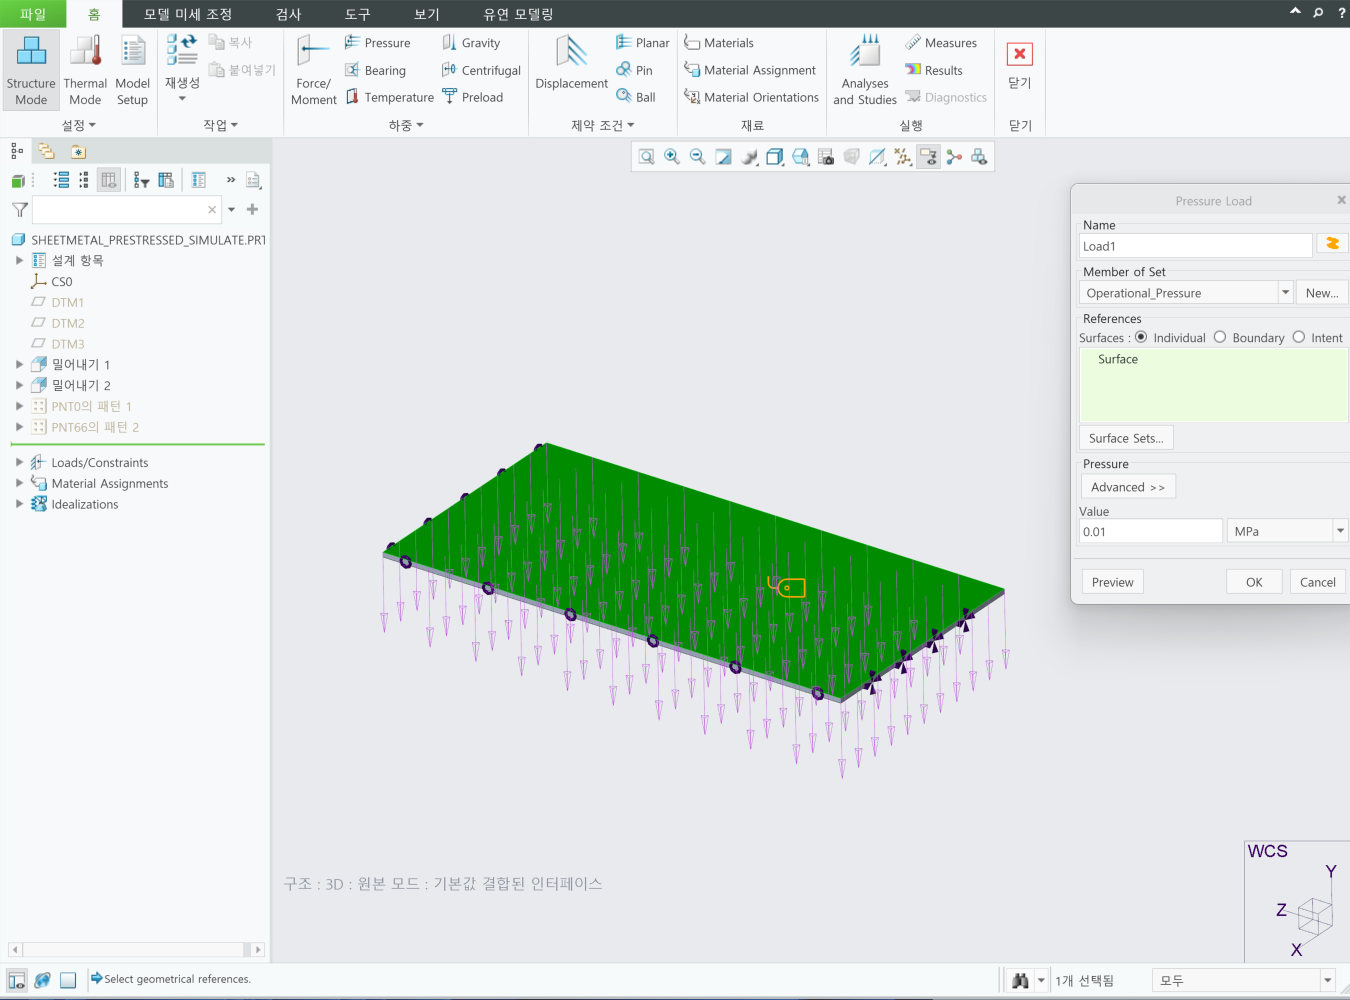 파일 홈 모델 미세 조정 검사 도구 보기 유연 모델링
Structure Mode
Thermal Mode
Model Setup
설정
재생성
복사
붙여넣기
작업
Force/ Moment
Pressure
Bearing
Temperature
Gravity
Centrifugal
Preload
하중
Displacement
Planar
Pin
Ball
제약 조건
Materials
Material Assignment
Material Orientations
재료
Analyses and Studies
Measures
Results
Diagnostics
실행
닫기
닫기
SHEETMETAL_PRESTRESSED_SIMULATE.PRT
설계 항목
CS0
DTM1
DTM2
DTM3
밀어내기 1
밀어내기 2
PNT0의 패턴 1
PNT66의 패턴 2
Loads/Constraints
Material Assignments
Idealizations
Pressure Load
Name
Load1
Member of Set
Operational_Pressure New...
References
Surfaces : Individual Boundary Intent
Surface
Surface Sets...
Pressure
Advanced >>
Value
0.01 MPa
Preview OK Cancel
구조 : 3D : 원본 모드 : 기본값 결합된 인터페이스
WCS
Y
Z
X
Select geometrical references.
1개 선택됨
모두